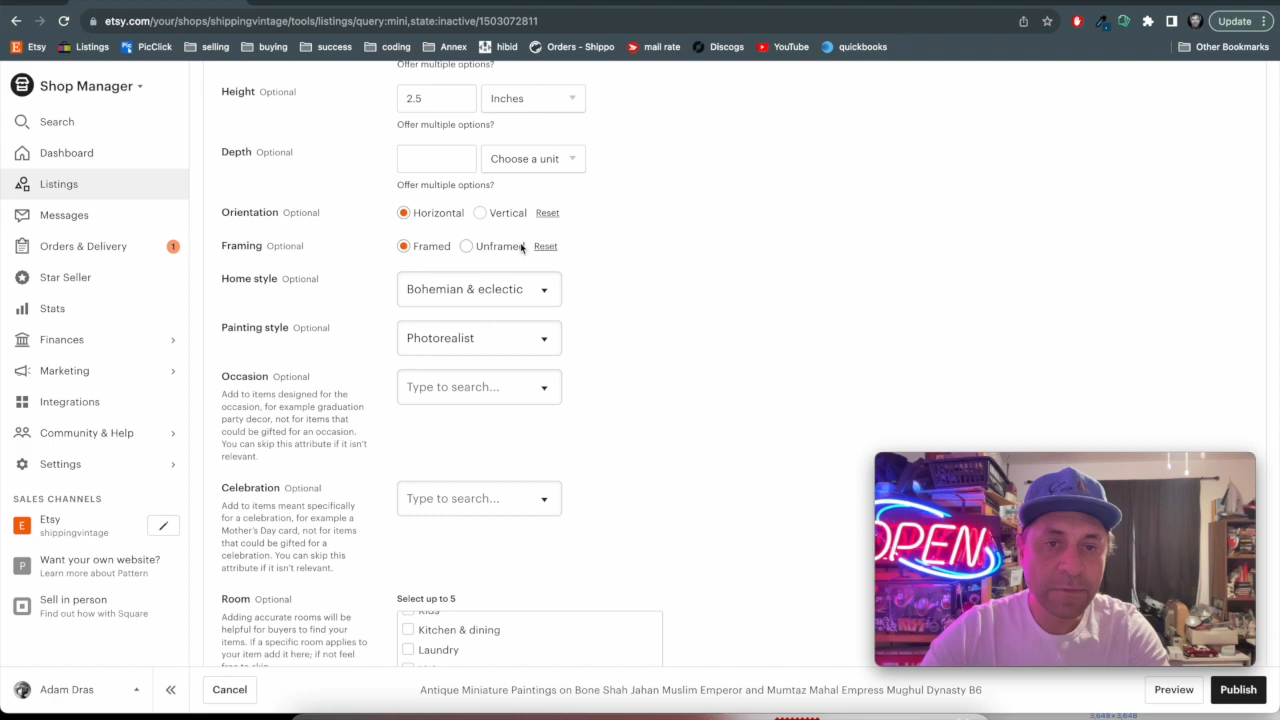 etsy.com/your/shops/shippingvintage/tools/listings/query:mini,state:inactive/1503072811
Update
Etsy
Listings
PicClick
selling
buying
success
coding
Annex
hibid
Orders - Shippo
mail rate
Discogs
YouTube
quickbooks
Other Bookmarks
Shop Manager
Search
Dashboard
Listings
Messages
Orders & Delivery
1
Star Seller
Stats
Finances
Marketing
Integrations
Community & Help
Settings
SALES CHANNELS
E
Etsy
shippingvintage
P
Want your own website?
Learn more about Pattern
Sell in person
Find out how with Square
Adam Dras
Offer multiple options?
Height Optional
2.5
Inches
Offer multiple options?
Depth Optional
Choose a unit
Offer multiple options?
Orientation Optional
Horizontal
Vertical
Reset
Framing Optional
Framed
Unframed
Reset
Home style Optional
Bohemian & eclectic
Painting style Optional
Photorealist
Occasion Optional
Type to search...
Add to items designed for the
occasion, for example graduation
party decor, not for items that
could be gifted for an occasion.
You can skip this attribute if it isn't
relevant.
Celebration Optional
Type to search...
Add to items meant specifically
for a celebration, for example a
Mother's Day card, not for items
that could be gifted for a
celebration. You can skip this
attribute if it isn't relevant.
Room Optional
Select up to 5
Adding accurate rooms will be
helpful for buyers to find your
items. If a specific room applies to
your item add it here; if not feel
free to skip.
Kids
Kitchen & dining
Laundry
OPEN
Cancel
Antique Miniature Paintings on Bone Shah Jahan Muslim Emperor and Mumtaz Mahal Empress Mughul Dynasty B6
Preview
Publish
3,648×3,648